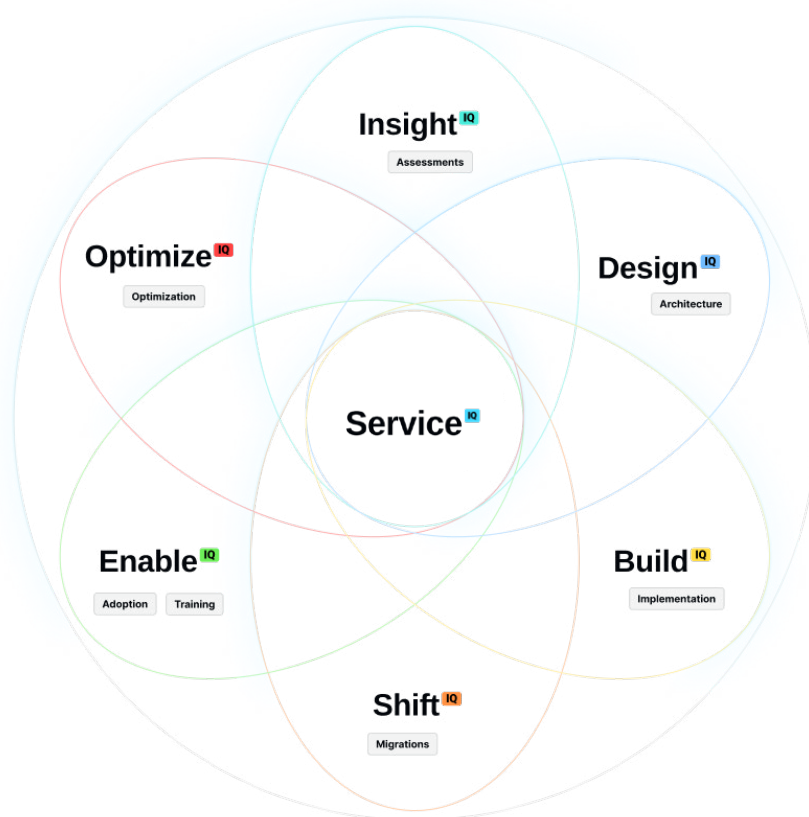 Insight IQ
Assessments
Optimize IQ
Optimization
Design IQ
Architecture
Service IQ
Enable IQ
Adoption Training
Build IQ
Implementation
Shift IQ
Migrations